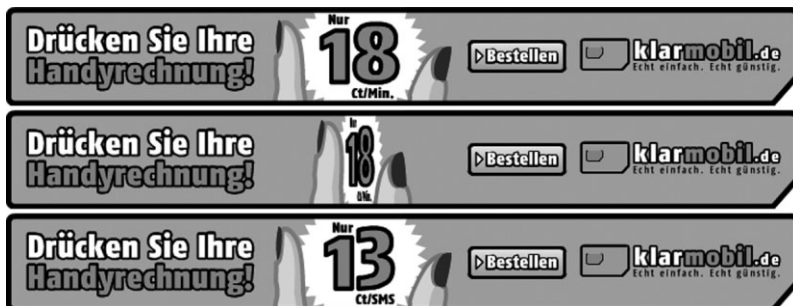 Drücken Sie Ihre
Handyrechnung!
Nur
18
Ct/Min.
Bestellen
klarmobil.de
Echt einfach. Echt günstig.
Drücken Sie Ihre
Handyrechnung!
18
Bestellen
klarmobil.de
Echt einfach. Echt günstig.
Drücken Sie Ihre
Handyrechnung!
Nur
13
Ct/SMS
Bestellen
klarmobil.de
Echt einfach. Echt günstig.